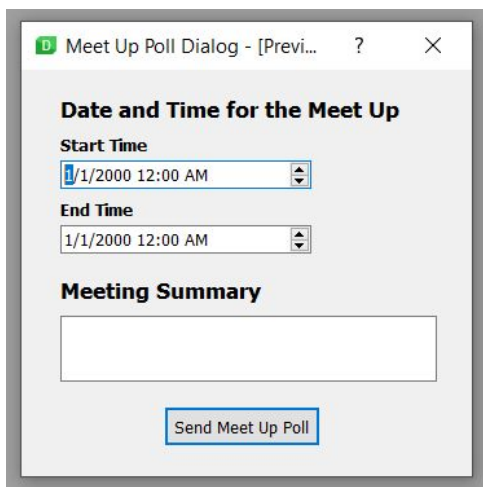 Meet Up Poll Dialog - [Previ... ?
Date and Time for the Meet Up
Start Time
1/1/2000 12:00 AM
End Time
1/1/2000 12:00 AM
Meeting Summary
Send Meet Up Poll